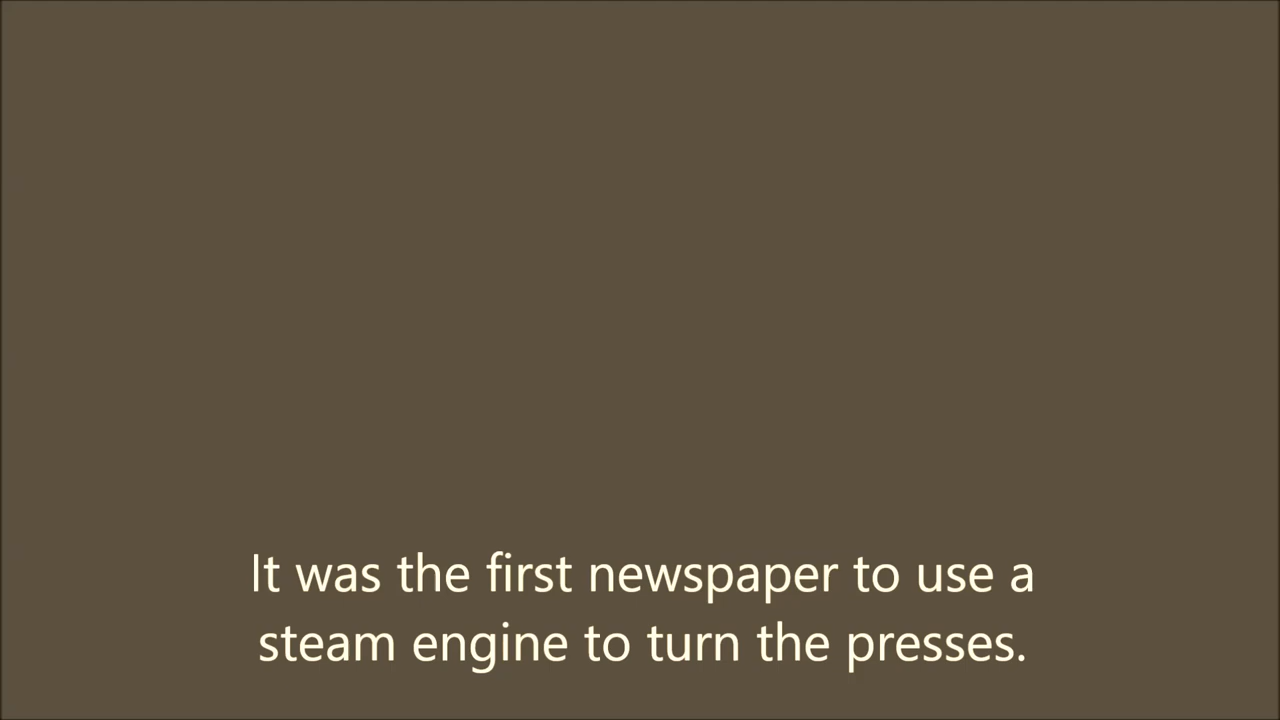 It was the first newspaper to use a
steam engine to turn the presses.